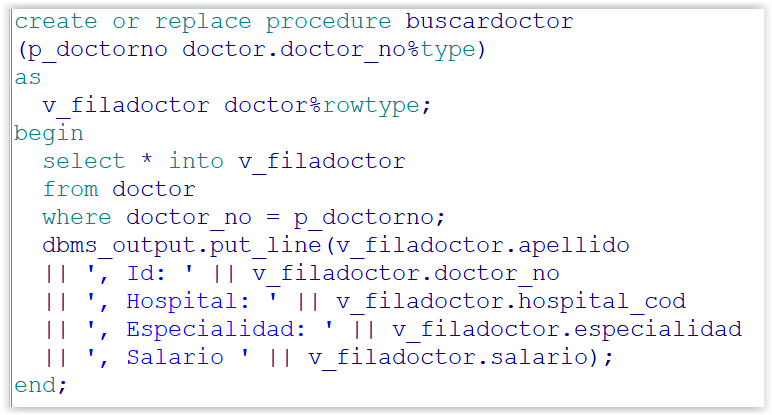 create or replace procedure buscardoctor
(p_doctorno doctor.doctor_no%type)
as
  v_filadoctor doctor%rowtype;
begin
  select * into v_filadoctor
  from doctor
  where doctor_no = p_doctorno;
  dbms_output.put_line(v_filadoctor.apellido
  || ', Id: ' || v_filadoctor.doctor_no
  || ', Hospital: ' || v_filadoctor.hospital_cod
  || ', Especialidad: ' || v_filadoctor.especialidad
  || ', Salario ' || v_filadoctor.salario);
end;